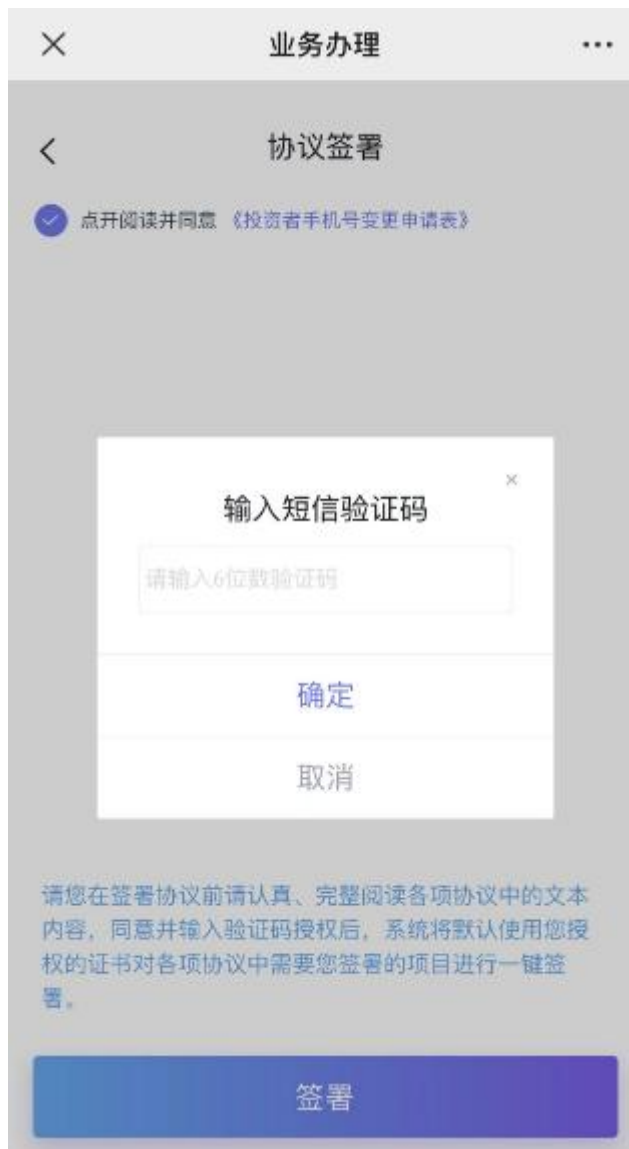 业务办理
协议签署
点开阅读并同意 《投资者手机号变更申请表》
输入短信验证码
请输入6位数验证码
确定
取消
请您在签署协议前请认真、完整阅读各项协议中的文本
内容，同意并输入验证码授权后，系统将默认使用您授
权的证书对各项协议中需要您签署的项目进行一键签
署。
签署